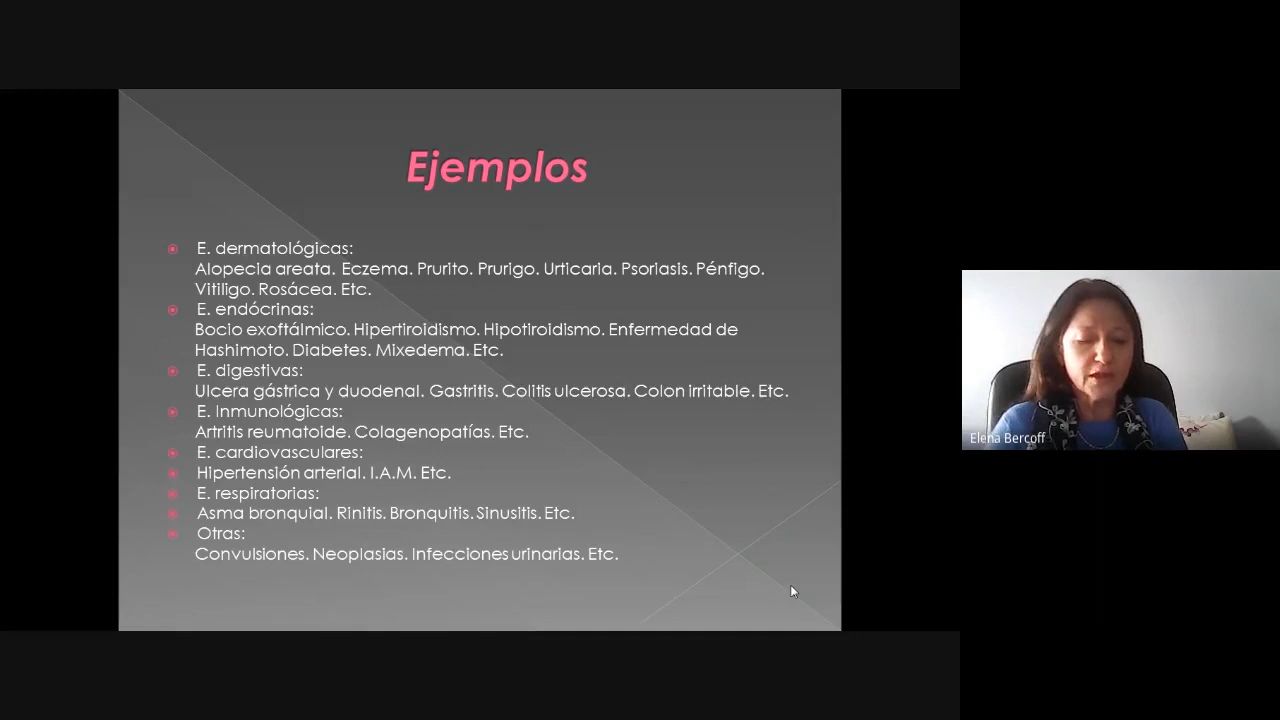 Ejemplos
E. dermatológicas:
Alopecia areata. Eczema. Prurito. Prurigo. Urticaria. Psoriasis. Pénfigo.
Vitiligo. Rosácea. Etc.
E. endócrinas:
Bocio exoftálmico. Hipertiroidismo. Hipotiroidismo. Enfermedad de
Hashimoto. Diabetes. Mixedema. Etc.
E. digestivas:
Ulcera gástrica y duodenal. Gastritis. Colitis ulcerosa. Colon irritable. Etc.
E. Inmunológicas:
Artritis reumatoide. Colagenopatías. Etc.
E. cardiovasculares:
Hipertensión arterial. I.A.M. Etc.
E. respiratorias:
Asma bronquial. Rinitis. Bronquitis. Sinusitis. Etc.
Otras:
Convulsiones. Neoplasias. Infecciones urinarias. Etc.
Elena Bercoff